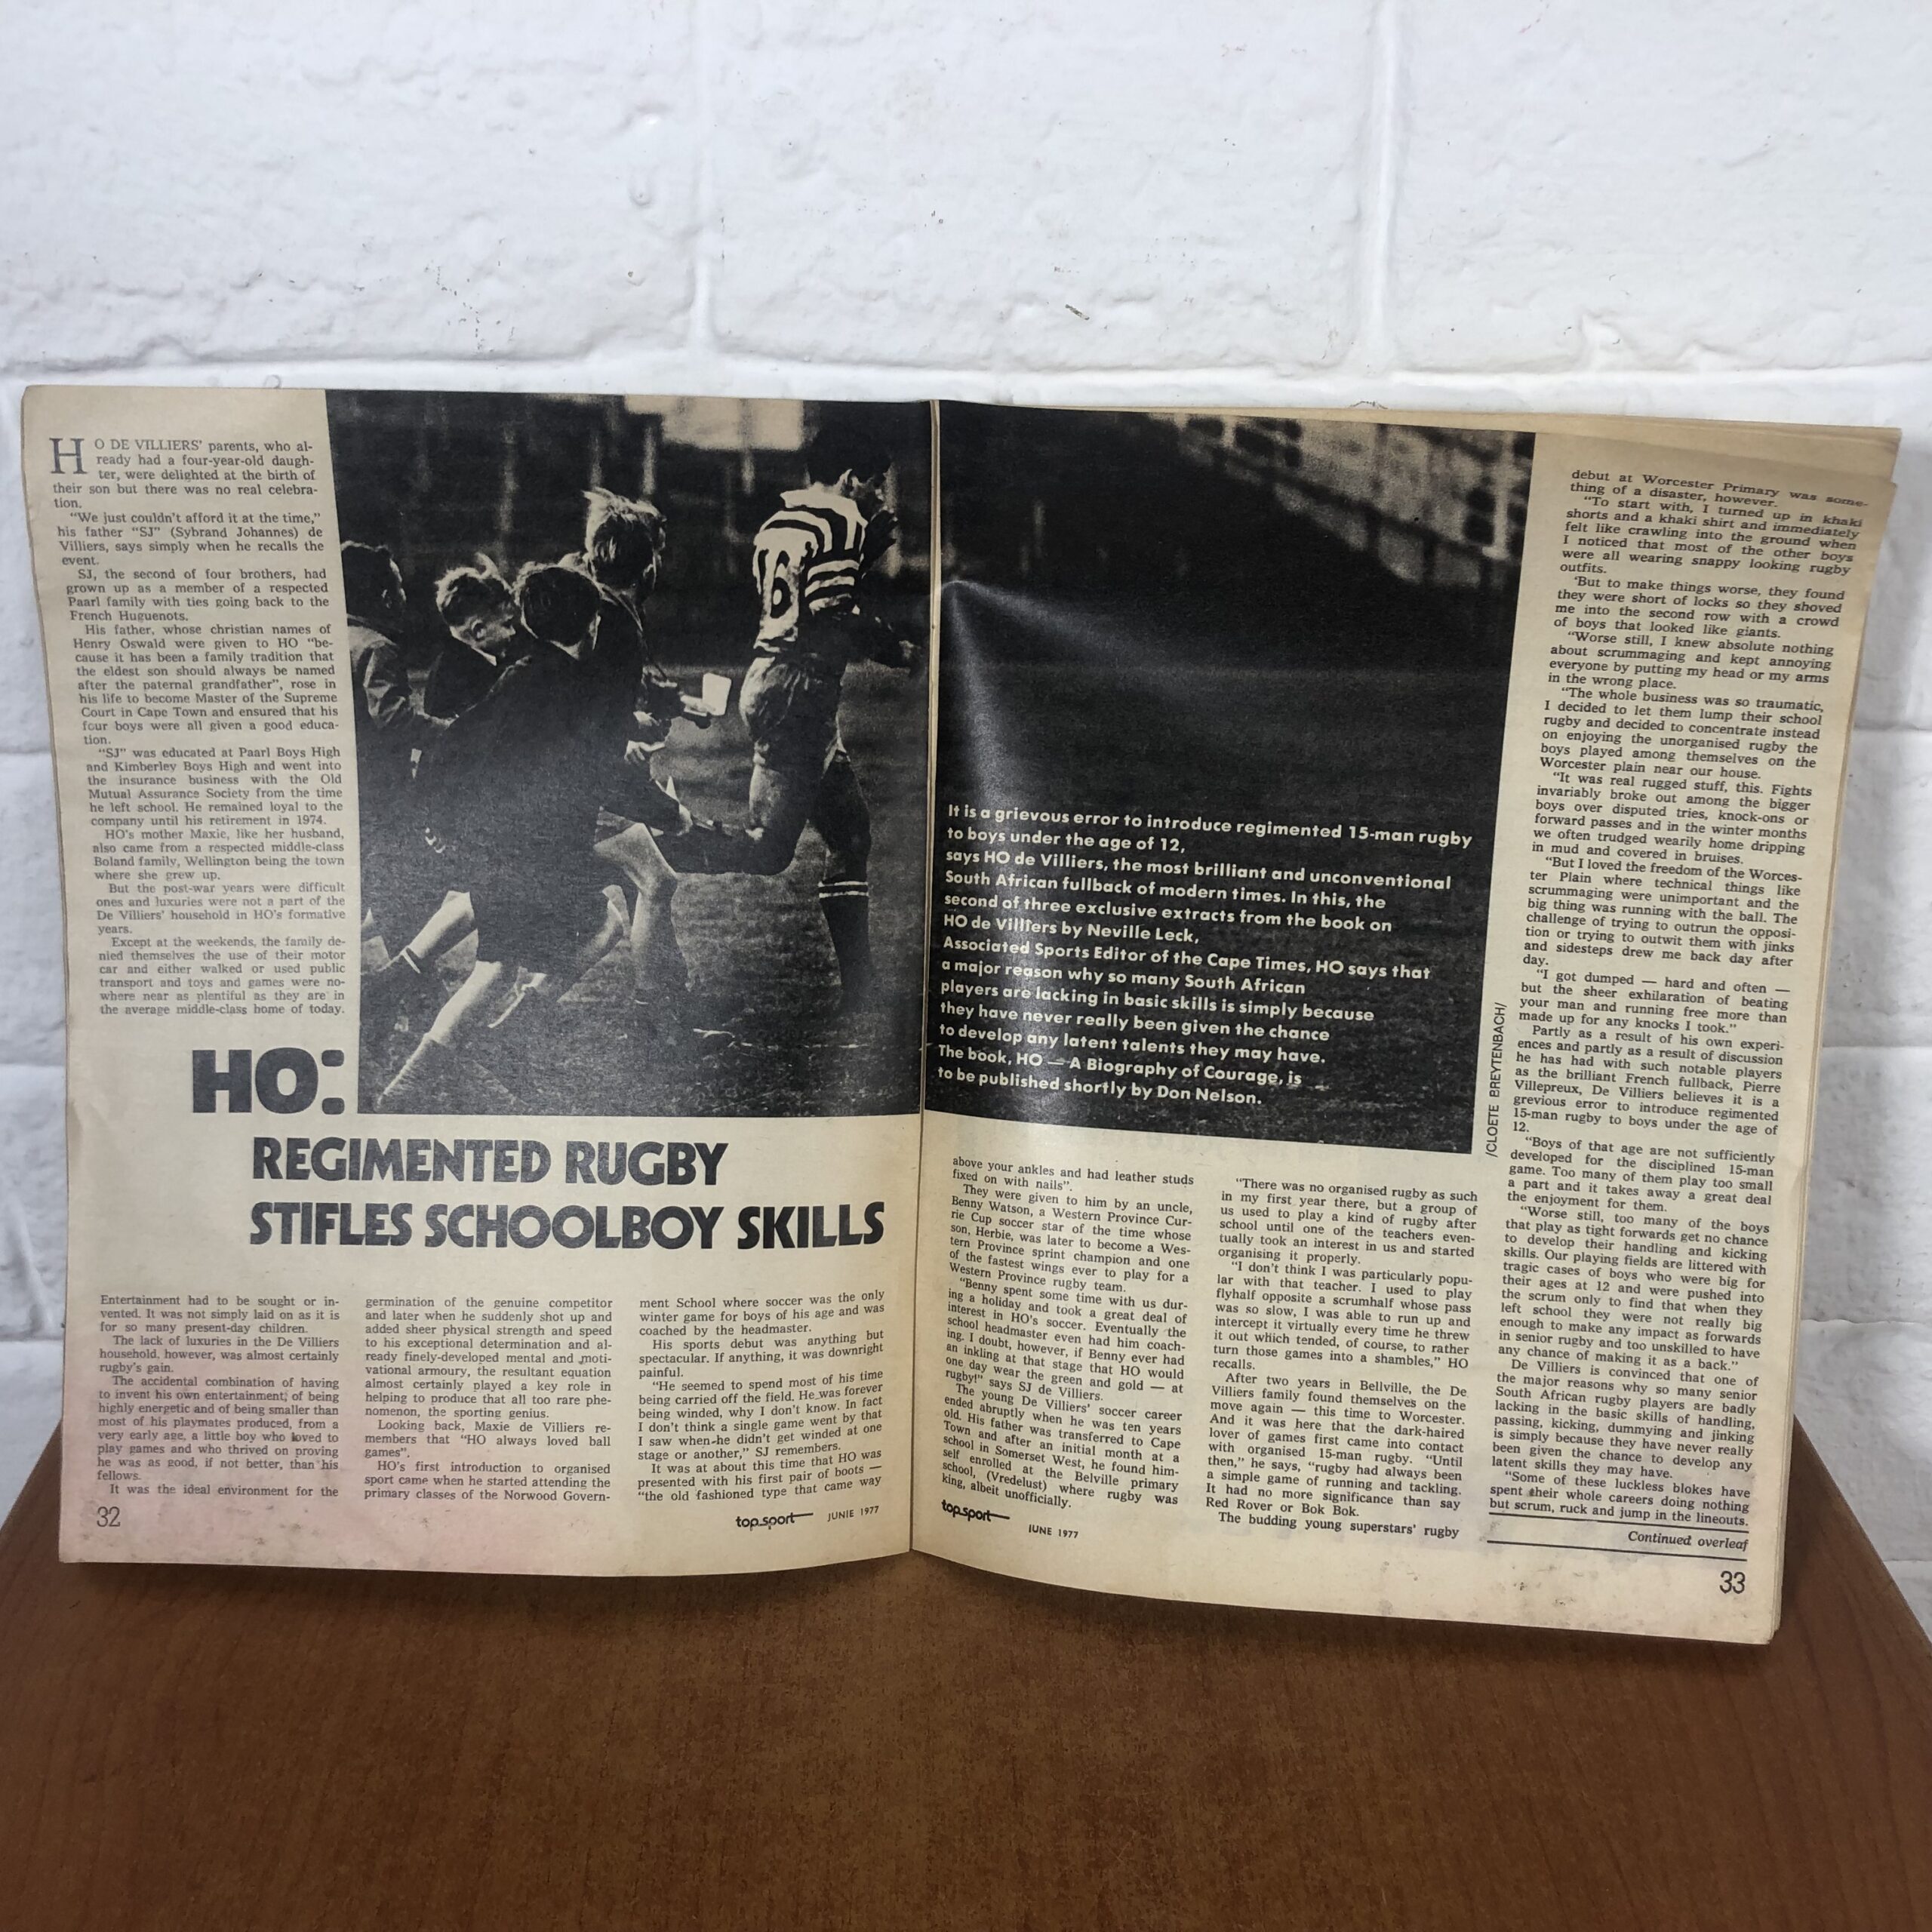 HO DE VILLIERS' parents, who al-
ready had a four-year-old daugh-
ter, were delighted at the birth of
their son but there was no real celebra-
tion.
"We just couldn't afford it at the time,"
his father "SJ" (Sybrand Johannes) de
Villiers, says simply when he recalls the
event.
SJ, the second of four brothers, had
grown up as a member of a respected
Paarl family with ties going back to the
French Huguenots.
His father, whose christian names of
Henry Oswald were given to HO "be-
cause it has been a family tradition that
the eldest son should always be named
after the paternal grandfather", rose in
his life to become Master of the Supreme
Court in Cape Town and ensured that his
four boys were all given a good educa-
tion.
"SJ" was educated at Paarl Boys High
and Kimberley Boys High and went into
the insurance business with the Old
Mutual Assurance Society from the time
he left school. He remained loyal to the
company until his retirement in 1974.
HO's mother Maxie, like her husband,
also came from a respected middle-class
Boland family, Wellington being the town
where she grew up.
But the post-war years were difficult
ones and luxuries were not a part of the
De Villiers' household in HO's formative
years.
Except at the weekends, the family de-
nied themselves the use of their motor
car and either walked or used public
transport and toys and games were no-
where near as plentiful as they are in
the average middle-class home of today.
HO:
REGIMENTED RUGBY
STIFLES SCHOOLBOY SKILLS
Entertainment had to be sought or in-
vented. It was not simply laid on as it is
for so many present-day children.
The lack of luxuries in the De Villiers
household, however, was almost certainly
rugby's gain.
The accidental combination of having
to invent his own entertainment, of being
highly energetic and of being smaller than
most of his playmates produced, from a
very early age, a little boy who loved to
play games and who thrived on proving
he was as good, if not better, than his
fellows.
It was the ideal environment for the
germination of the genuine competitor
and later when he suddenly shot up and
added sheer physical strength and speed
to his exceptional determination and al-
ready finely-developed mental and moti-
vational armoury, the resultant equation
almost certainly played a key role in
helping to produce that all too rare phe-
nomenon, the sporting genius.
Looking back, Maxie de Villiers re-
members that "HO always loved ball
games".
HO's first introduction to organised
sport came when he started attending the
primary classes of the Norwood Govern-
ment School where soccer was the only
winter game for boys of his age and was
coached by the headmaster.
His sports debut was anything but
spectacular. If anything, it was downright
painful.
"He seemed to spend most of his time
being carried off the field. He was forever
being winded, why I don't know. In fact
I don't think a single game went by that
I saw when he didn't get winded at one
stage or another," SJ remembers.
It was at about this time that HO was
presented with his first pair of boots —
"the old fashioned type that came way
32
top sport JUNIE 1977
6
It is a grievous error to introduce regimented 15-man rugby
to boys under the age of 12,
says HO de Villiers, the most brilliant and unconventional
South African fullback of modern times. In this, the
second of three exclusive extracts from the book on
HO de Villiers by Neville Leck,
Associated Sports Editor of the Cape Times, HO says that
a major reason why so many South African
players are lacking in basic skills is simply because
they have never really been given the chance
to develop any latent talents they may have.
The book, HO — A Biography of Courage, is
to be published shortly by Don Nelson.
/CLOETE BREYTENBACH/
above your ankles and had leather studs
fixed on with nails".
They were given to him by an uncle,
Benny Watson, a Western Province Cur-
rie Cup soccer star of the time whose
son, Herbie, was later to become a Wes-
tern Province sprint champion and one
of the fastest wings ever to play for a
Western Province rugby team.
"Benny spent some time with us dur-
ing a holiday and took a great deal of
interest in HO's soccer. Eventually the
school headmaster even had him coach-
ing. I doubt, however, if Benny ever had
an inkling at that stage that HO would
one day wear the green and gold — at
rugby!" says SJ de Villiers.
The young De Villiers' soccer career
ended abruptly when he was ten years
old. His father was transferred to Cape
Town and after an initial month at a
school in Somerset West, he found him-
self enrolled at the Belville primary
school, (Vredelust) where rugby was
king, albeit unofficially.
"There was no organised rugby as such
in my first year there, but a group of
us used to play a kind of rugby after
school until one of the teachers even-
tually took an interest in us and started
organising it properly.
"I don't think I was particularly popu-
lar with that teacher. I used to play
flyhalf opposite a scrumhalf whose pass
was so slow, I was able to run up and
intercept it virtually every time he threw
it out which tended, of course, to rather
turn those games into a shambles," HO
recalls.
After two years in Bellville, the De
Villiers family found themselves on the
move again — this time to Worcester.
And it was here that the dark-haired
lover of games first came into contact
with organised 15-man rugby. "Until
then," he says, "rugby had always been
a simple game of running and tackling.
It had no more significance than say
Red Rover or Bok Bok.
The budding young superstars' rugby
debut at Worcester Primary was some-
thing of a disaster, however.
"To start with, I turned up in khaki
shorts and a khaki shirt and immediately
felt like crawling into the ground when
I noticed that most of the other boys
were all wearing snappy looking rugby
outfits.
"But to make things worse, they found
they were short of locks so they shoved
me into the second row with a crowd
of boys that looked like giants.
"Worse still, I knew absolute nothing
about scrummaging and kept annoying
everyone by putting my head or my arms
in the wrong place.
"The whole business was so traumatic,
I decided to let them lump their school
rugby and decided to concentrate instead
on enjoying the unorganised rugby the
boys played among themselves on the
Worcester plain near our house.
"It was real rugged stuff, this. Fights
invariably broke out among the bigger
boys over disputed tries, knock-ons or
forward passes and in the winter months
we often trudged wearily home dripping
in mud and covered in bruises.
"But I loved the freedom of the Worces-
ter Plain where technical things like
scrummaging were unimportant and the
big thing was running with the ball. The
challenge of trying to outrun the opposi-
tion or trying to outwit them with jinks
and sidesteps drew me back day after
day.
"I got dumped — hard and often —
but the sheer exhilaration of beating
your man and running free more than
made up for any knocks I took."
Partly as a result of his own experi-
ences and partly as a result of discussion
he has had with such notable players
as the brilliant French fullback, Pierre
Villepreux, De Villiers believes it is a
grevious error to introduce regimented
15-man rugby to boys under the age of
12.
"Boys of that age are not sufficiently
developed for the disciplined 15-man
game. Too many of them play too small
a part and it takes away a great deal
the enjoyment for them.
"Worse still, too many of the boys
that play as tight forwards get no chance
to develop their handling and kicking
skills. Our playing fields are littered with
tragic cases of boys who were big for
their ages at 12 and were pushed into
the scrum only to find that when they
left school they were not really big
enough to make any impact as forwards
in senior rugby and too unskilled to have
any chance of making it as a back."
De Villiers is convinced that one of
the major reasons why so many senior
South African rugby players are badly
lacking in the basic skills of handling,
passing, kicking, dummying and jinking
is simply because they have never really
been given the chance to develop any
latent skills they may have.
"Some of these luckless blokes have
spent their whole careers doing nothing
but scrum, ruck and jump in the lineouts.
Continued overleaf
top sport
JUNE 1977
33